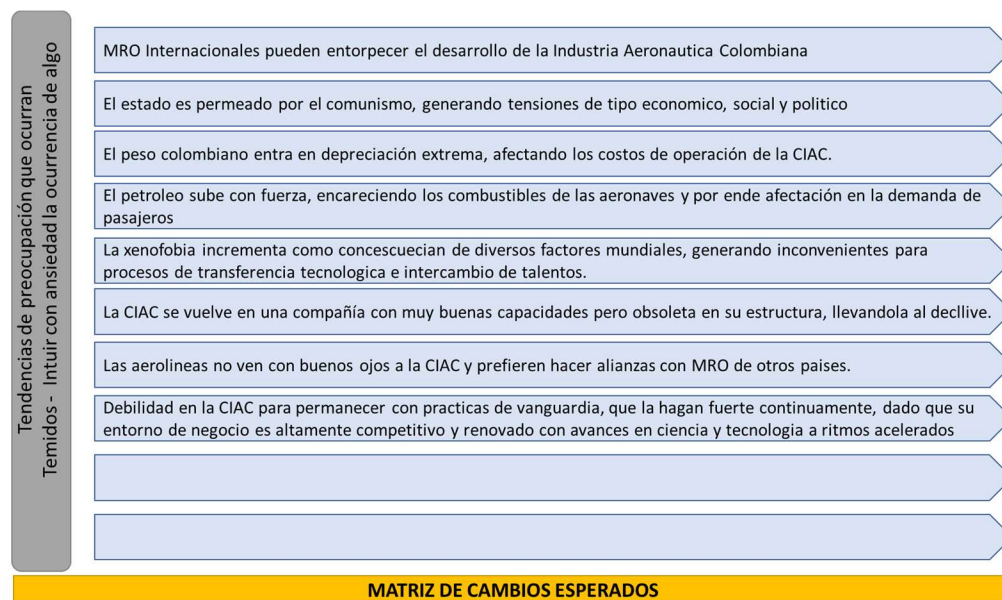 Tendencias de preocupación que ocurran
Temidos - Intuir con ansiedad la ocurrencia de algo
MRO Internacionales pueden entorpecer el desarrollo de la Industria Aeronautica Colombiana
El estado es permeado por el comunismo, generando tensiones de tipo economico, social y politico
El peso colombiano entra en depreciación extrema, afectando los costos de operación de la CIAC.
El petroleo sube con fuerza, encareciendo los combustibles de las aeronaves y por ende afectación en la demanda de
pasajeros
La xenofobia incrementa como concescuecian de diversos factores mundiales, generando inconvenientes para
procesos de transferencia tecnologica e intercambio de talentos.
La CIAC se vuelve en una compañía con muy buenas capacidades pero obsoleta en su estructura, llevandola al decllive.
Las aerolineas no ven con buenos ojos a la CIAC y prefieren hacer alianzas con MRO de otros paises.
Debilidad en la CIAC para permanecer con practicas de vanguardia, que la hagan fuerte continuamente, dado que su
entorno de negocio es altamente competitivo y renovado con avances en ciencia y tecnologia a ritmos acelerados
MATRIZ DE CAMBIOS ESPERADOS